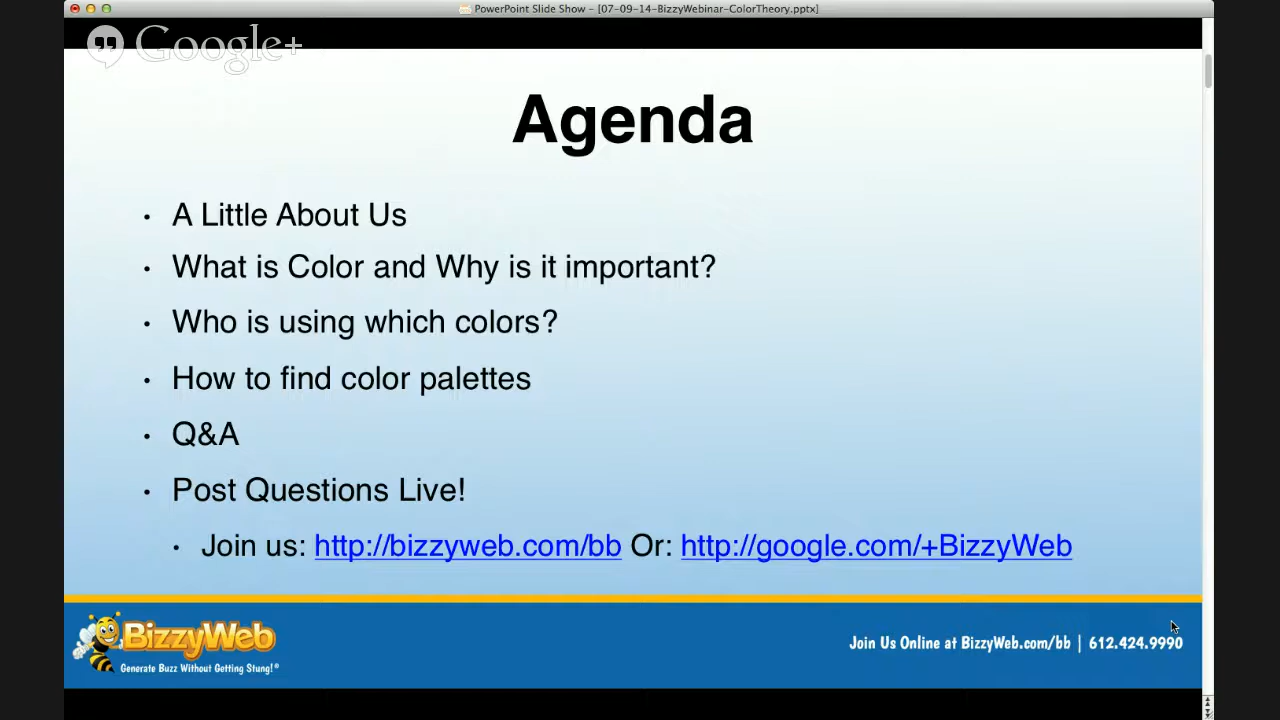 PowerPoint Slide Show - [07-09-14-BizzyWebinar-ColorTheory.pptx]
Google+
Agenda
• A Little About Us
• What is Color and Why is it important?
• Who is using which colors?
• How to find color palettes
• Q&A
• Post Questions Live!
• Join us: http://bizzyweb.com/bb Or: http://google.com/+BizzyWeb
BizzyWeb
Generate Buzz Without Getting Stung!®
Join Us Online at BizzyWeb.com/bb | 612.424.9990